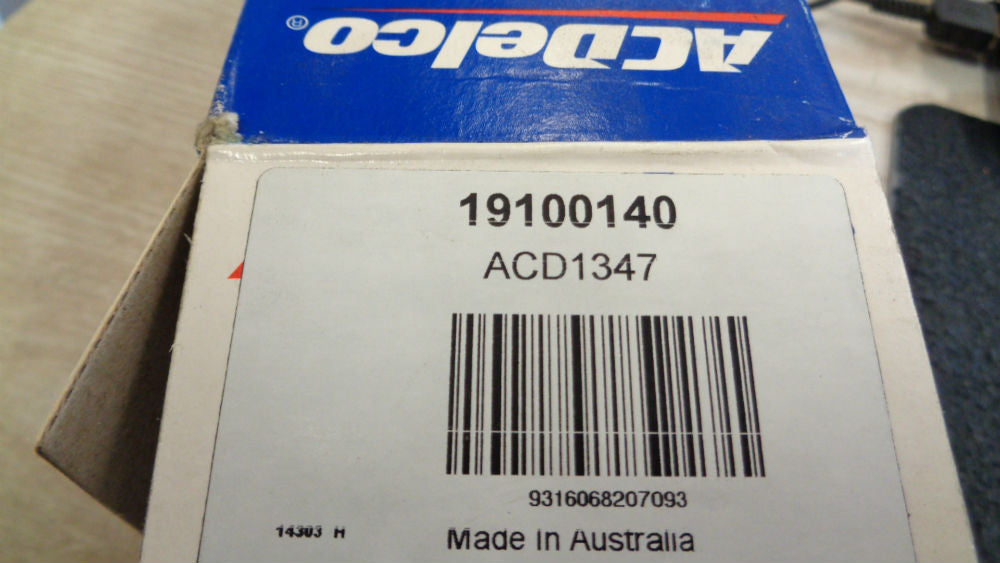 ACDelco®
19100140
ACD1347
9316068207093
14303 H
Made In Australia